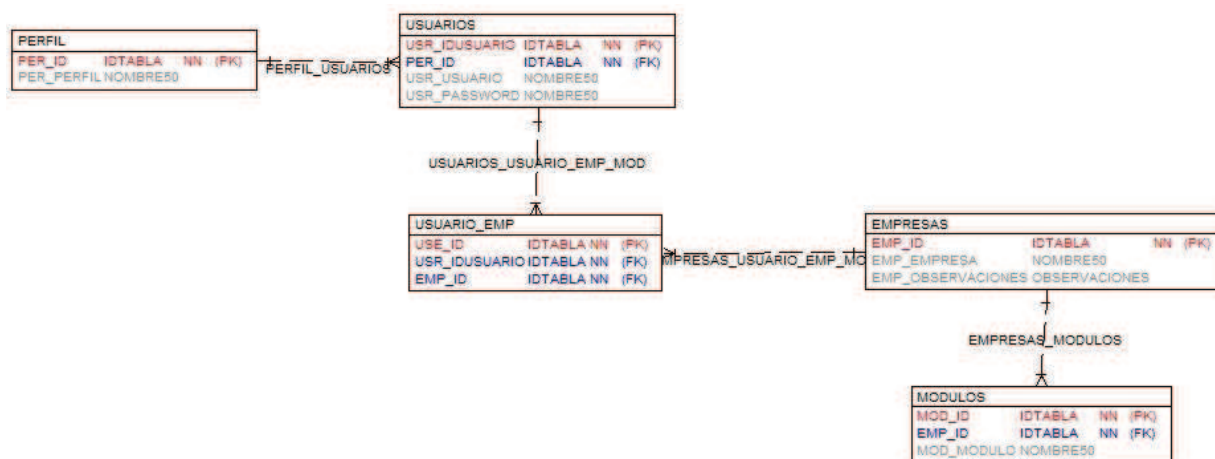 PERFIL
PER_ID IDTABLA NN (PK)
PER_PERFIL NOMBRE50
PERFIL_USUARIOS
USUARIOS
USR_IDUSUARIO IDTABLA NN (PK)
PER_ID IDTABLA NN (FK)
USR_USUARIO NOMBRE50
USR_PASSWORD NOMBRE50
USUARIOS_USUARIO_EMP_MOD
USUARIO_EMP
USE_ID IDTABLA NN (PK)
USR_IDUSUARIO IDTABLA NN (FK)
EMP_ID IDTABLA NN (FK)
MPRESAS_USUARIO_EMP_MO
EMPRESAS
EMP_ID IDTABLA NN (PK)
EMP_EMPRESA NOMBRE50
EMP_OBSERVACIONES OBSERVACIONES
EMPRESAS_MODULOS
MODULOS
MOD_ID IDTABLA NN (PK)
EMP_ID IDTABLA NN (FK)
MOD_MODULO NOMBRE50